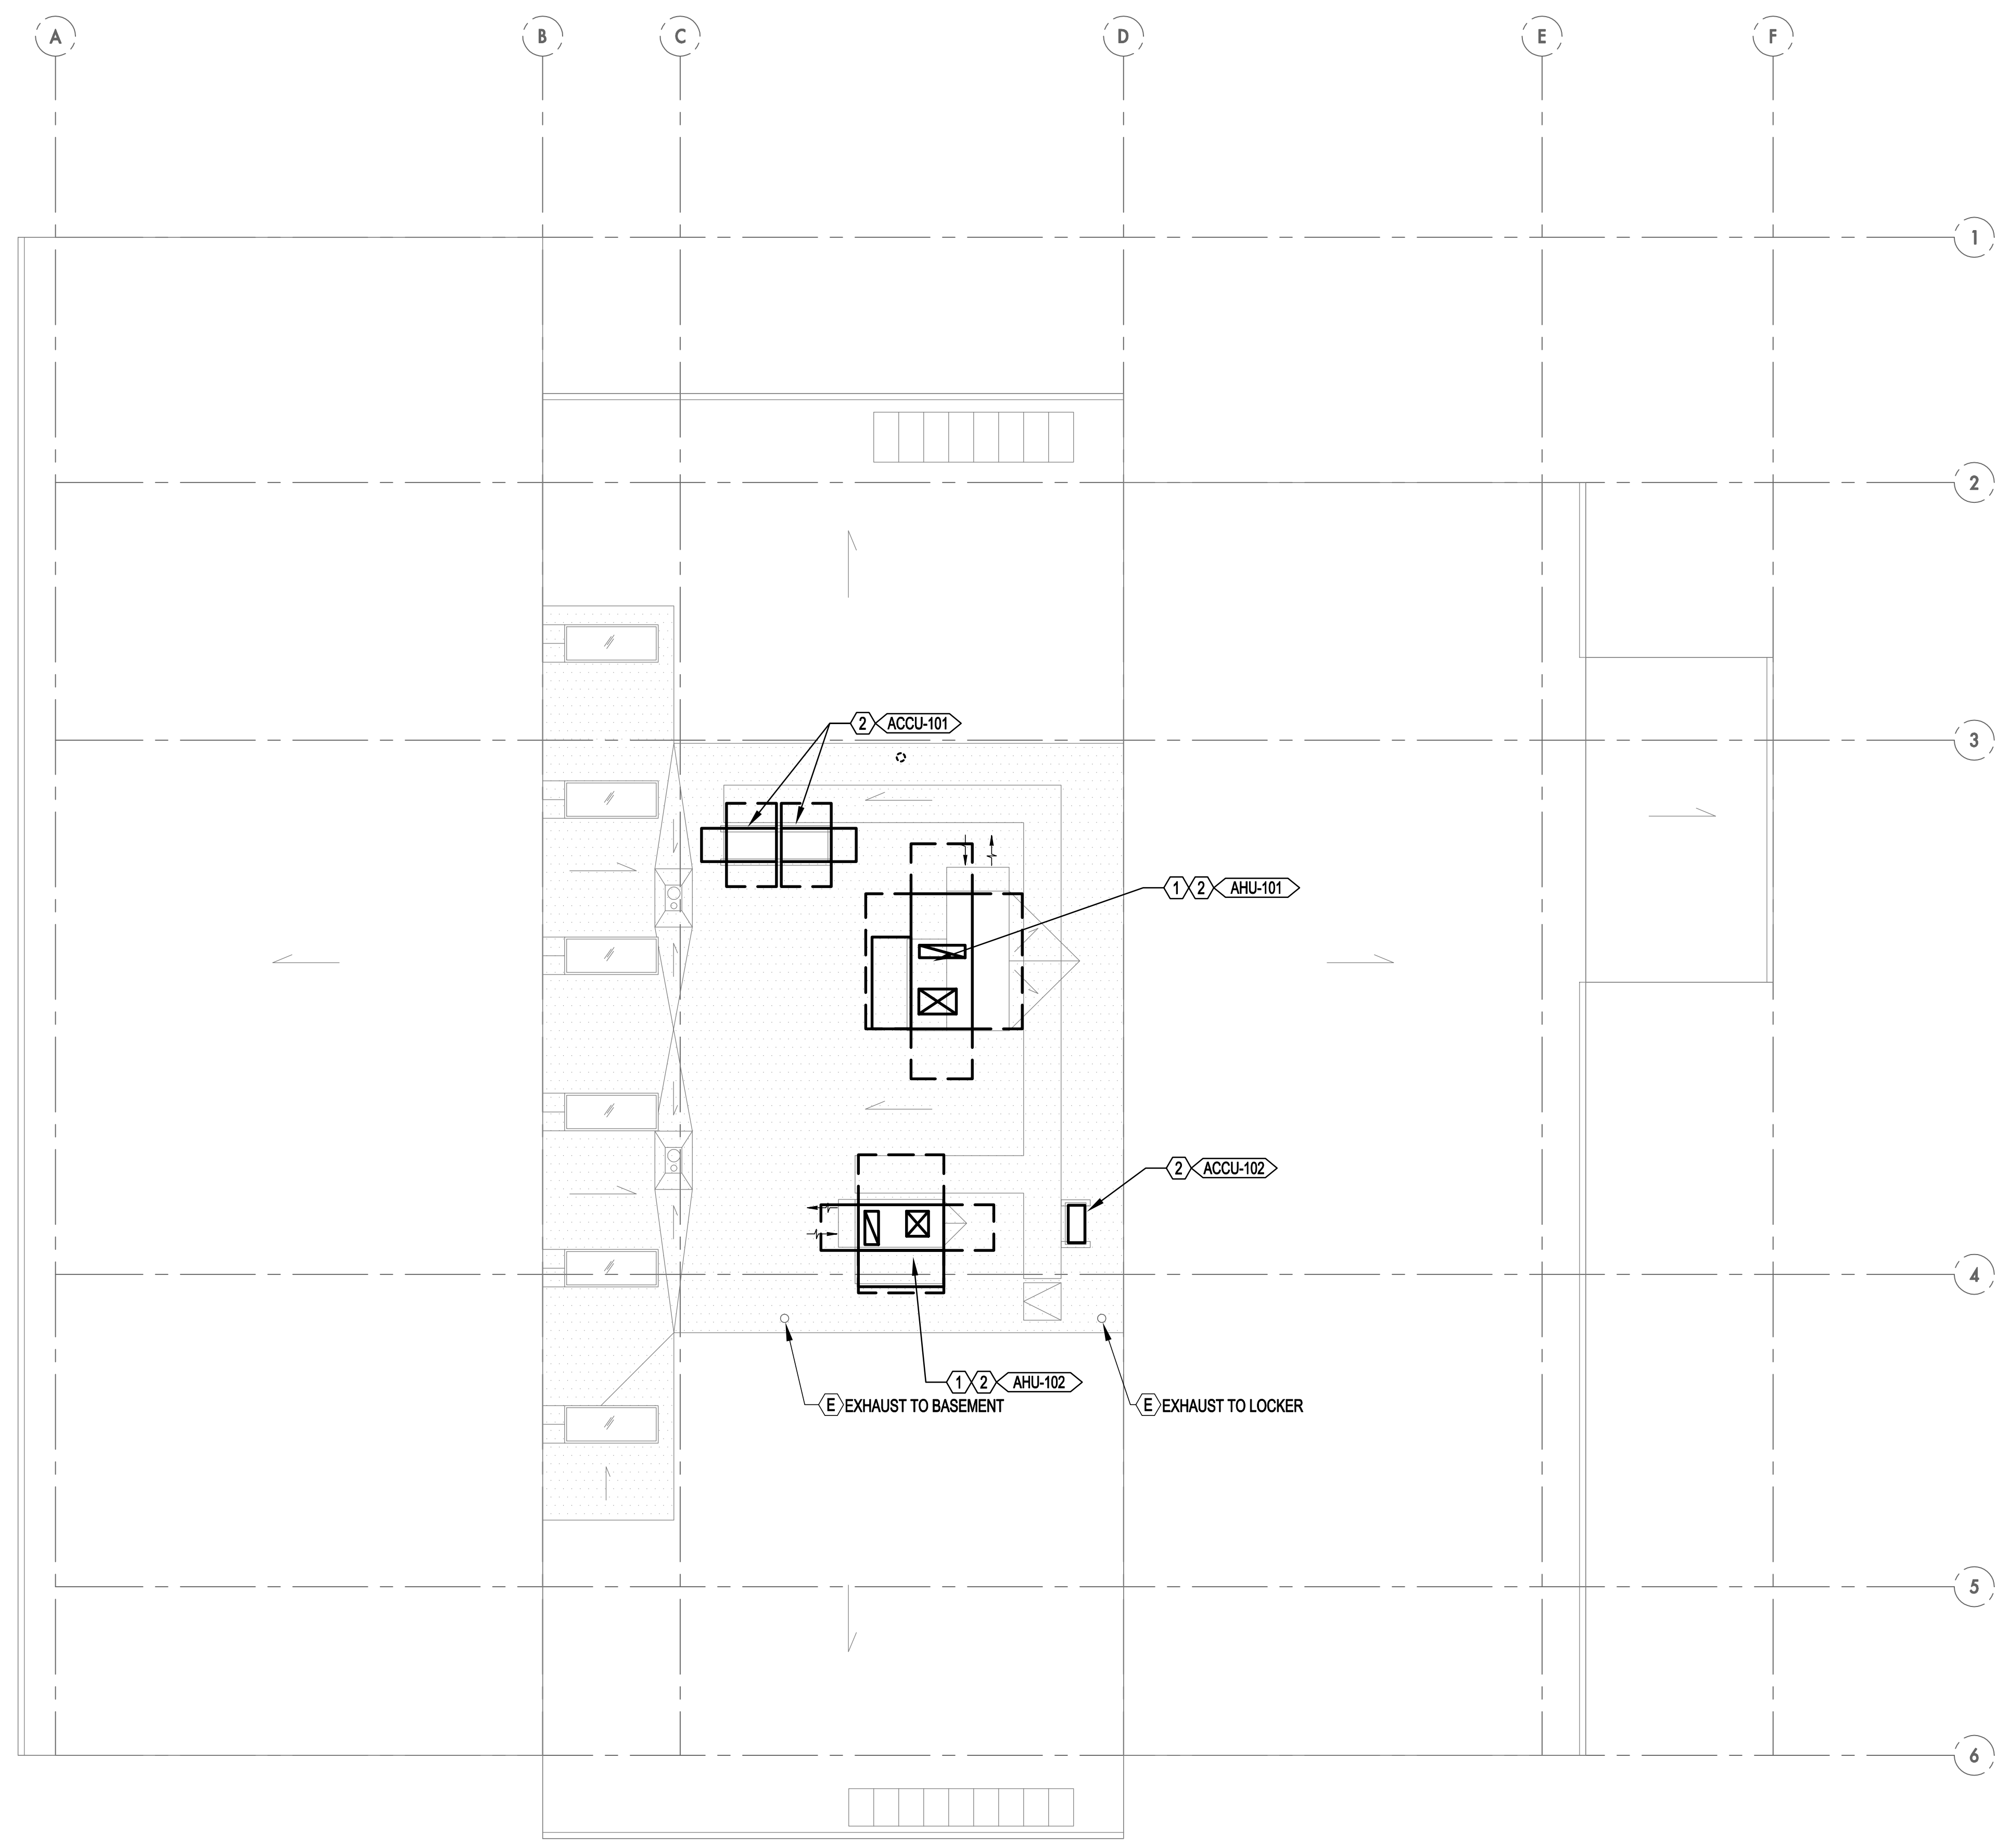 A B C D E F
1
2
3
2 ACCU-101
1 2 AHU-101
2 ACCU-102
4
1 2 AHU-102
E EXHAUST TO BASEMENT
E EXHAUST TO LOCKER
5
6